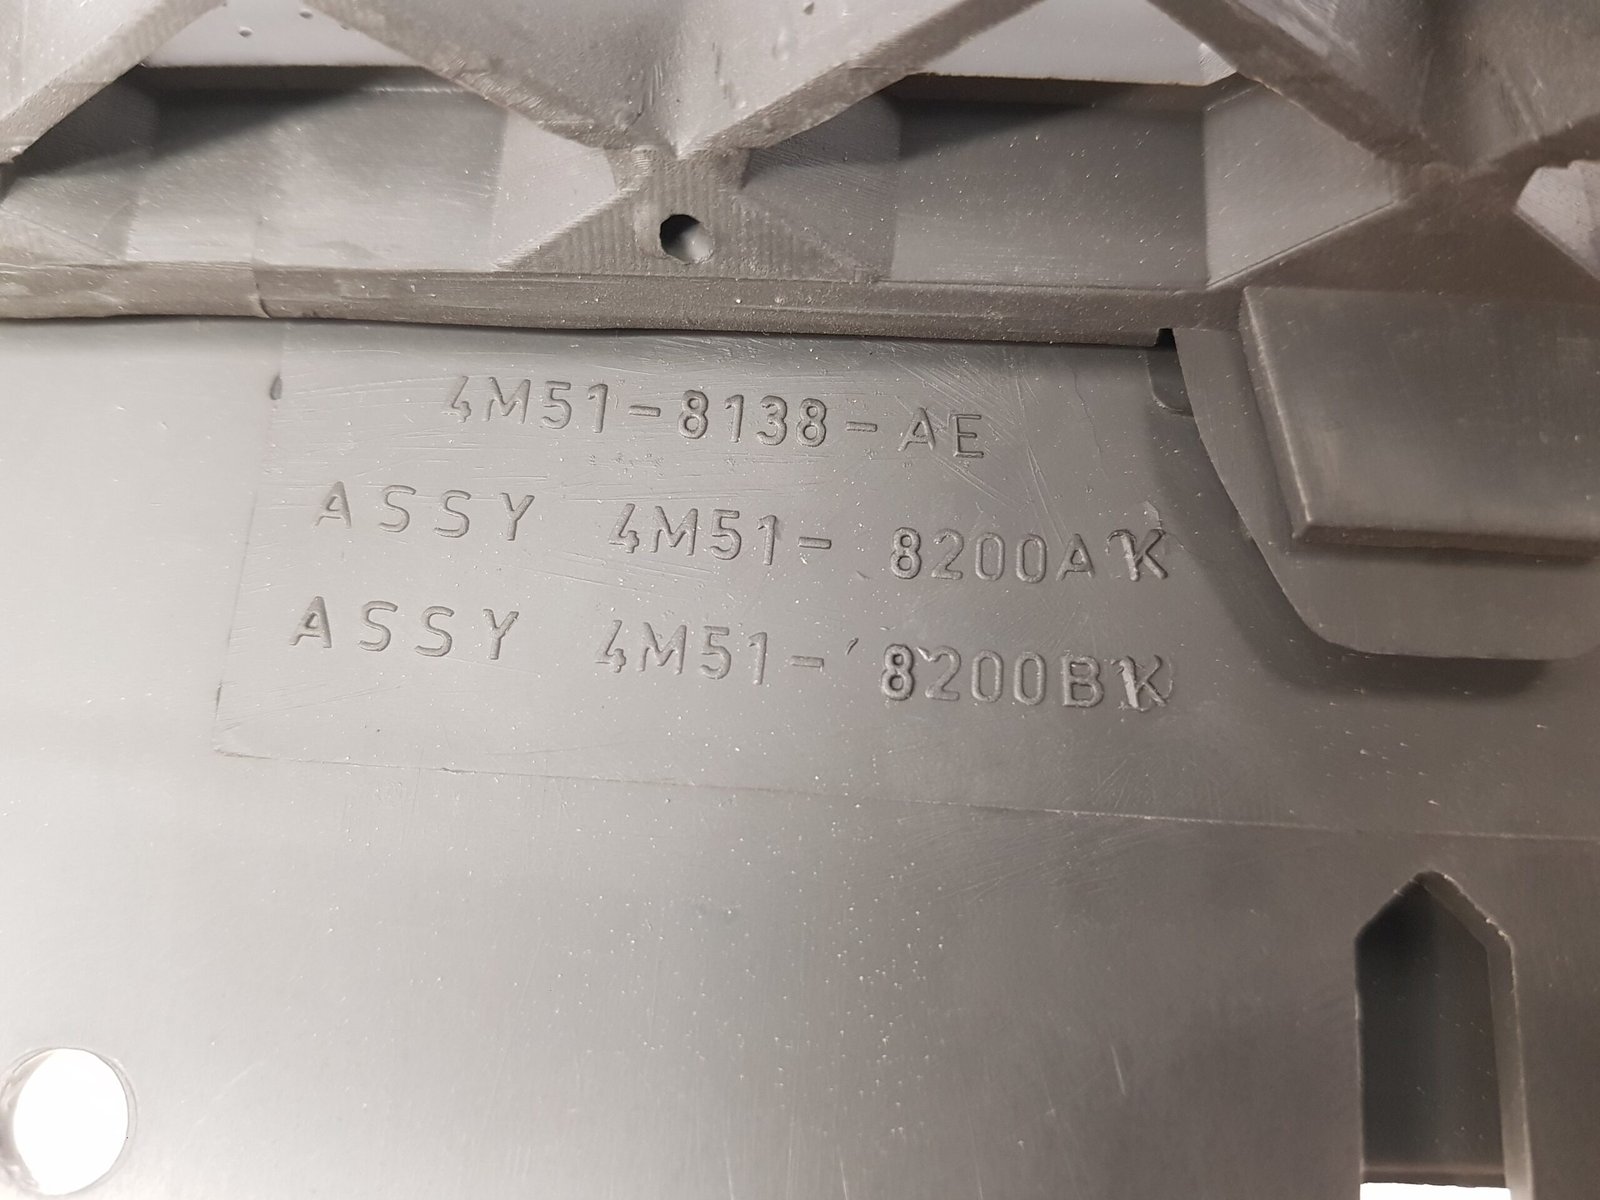 4M51-8138-AE
ASSY 4M51- 8200AK
ASSY 4M51- 8200BK